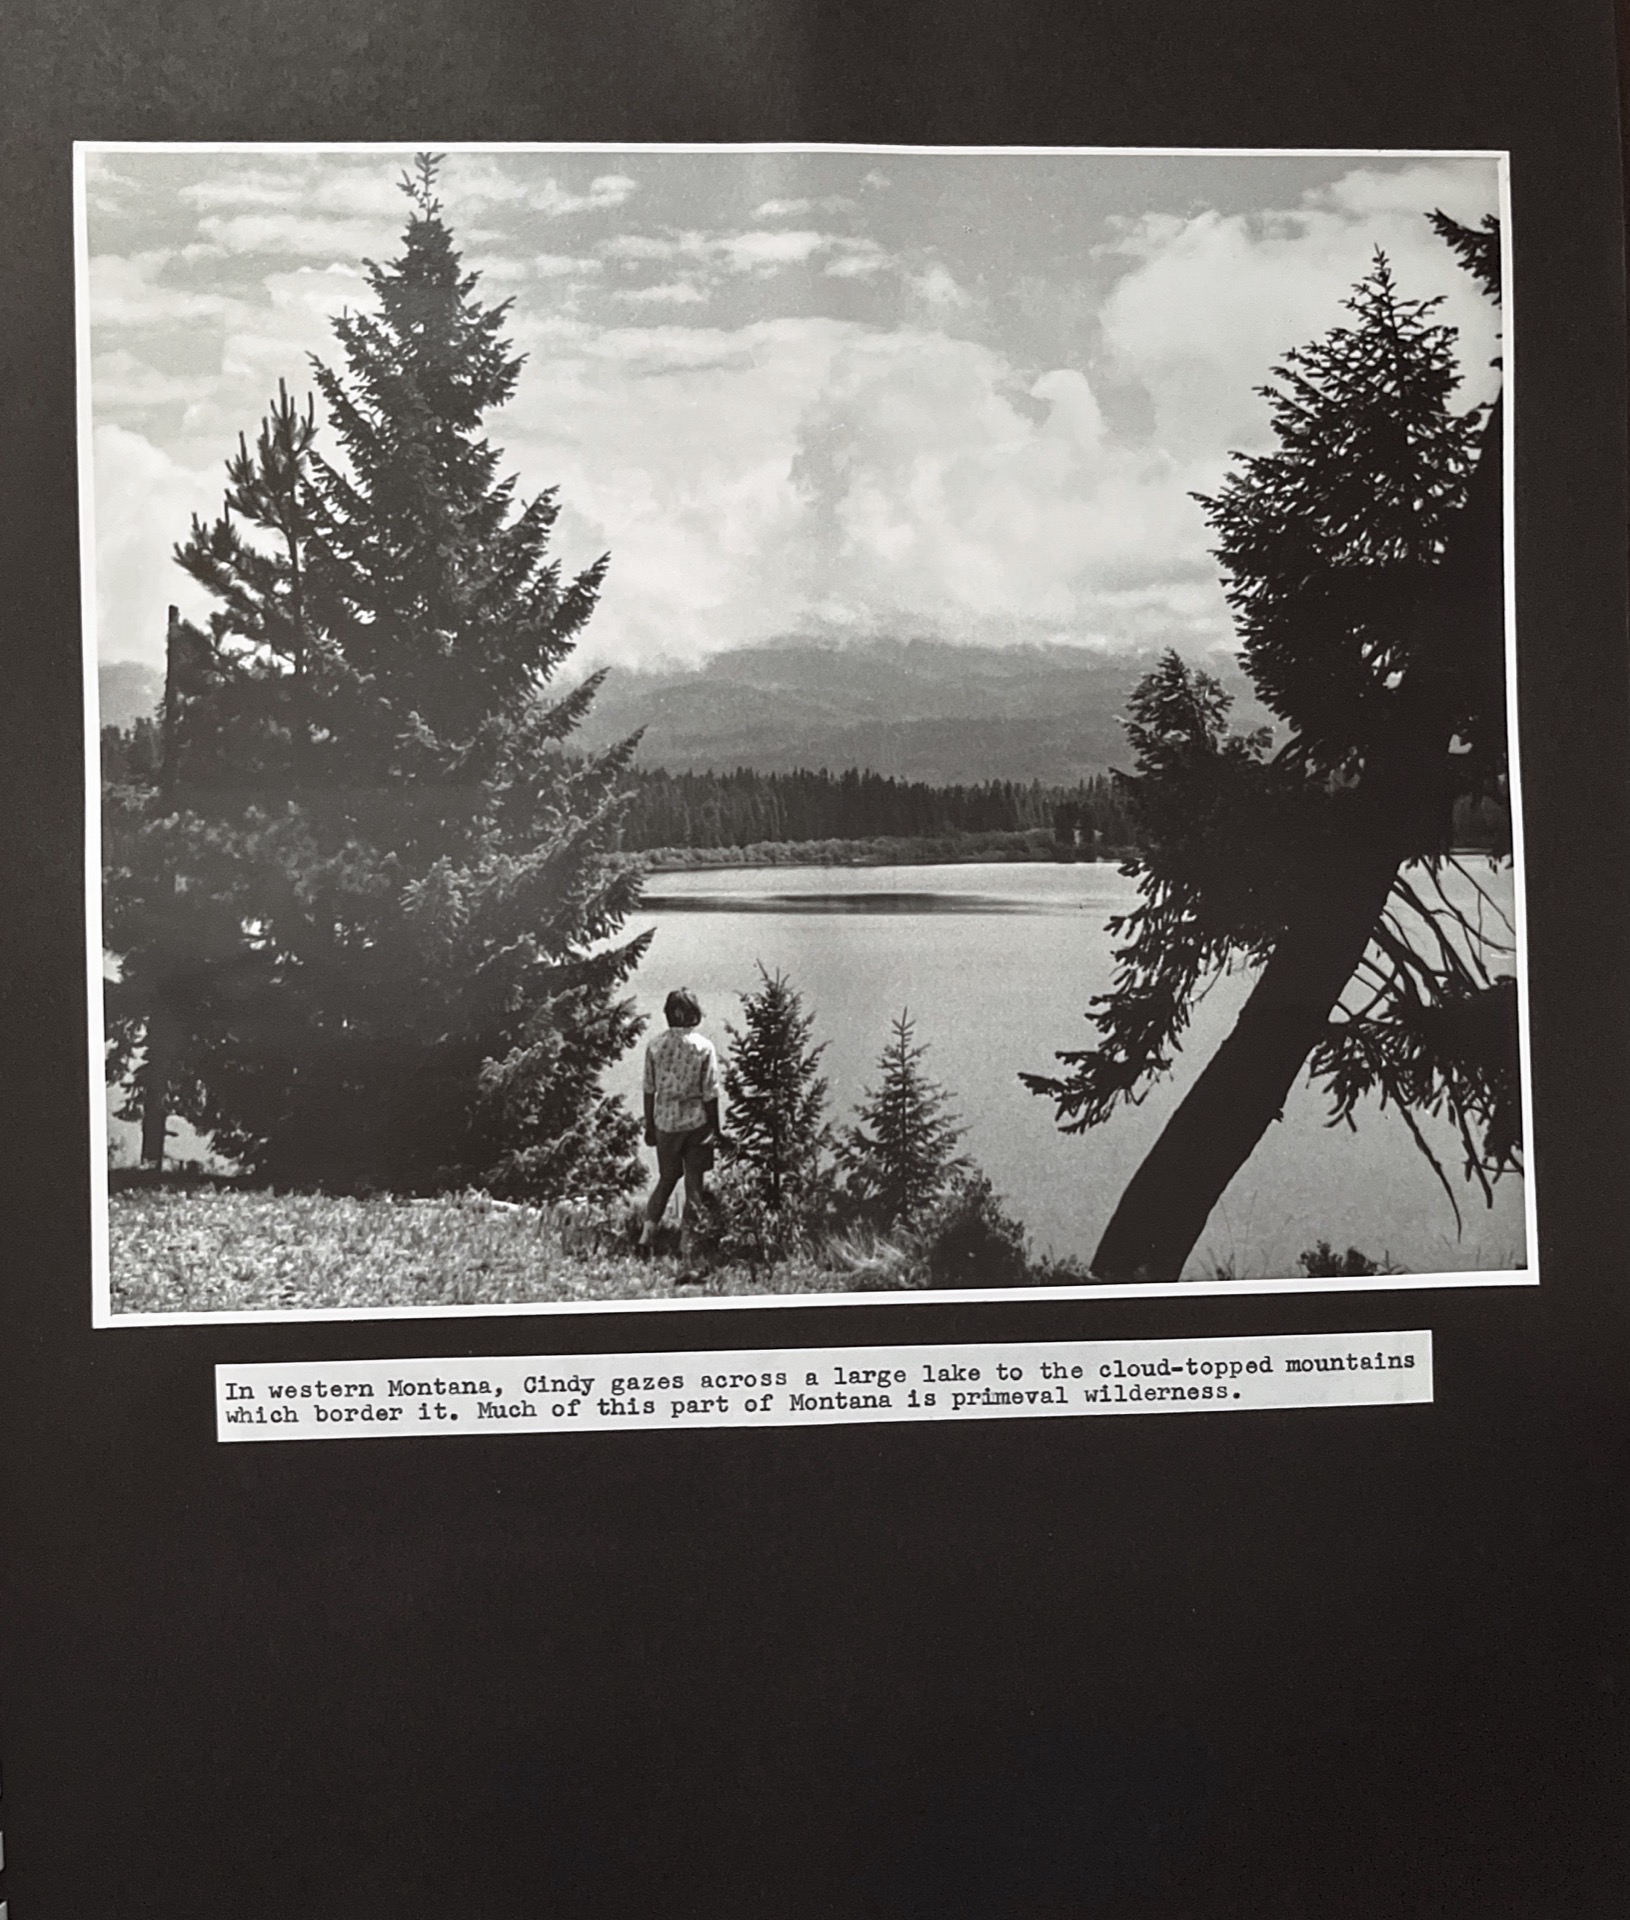 In western Montana, Cindy gazes across a large lake to the cloud-topped mountains
which border it. Much of this part of Montana is primeval wilderness.